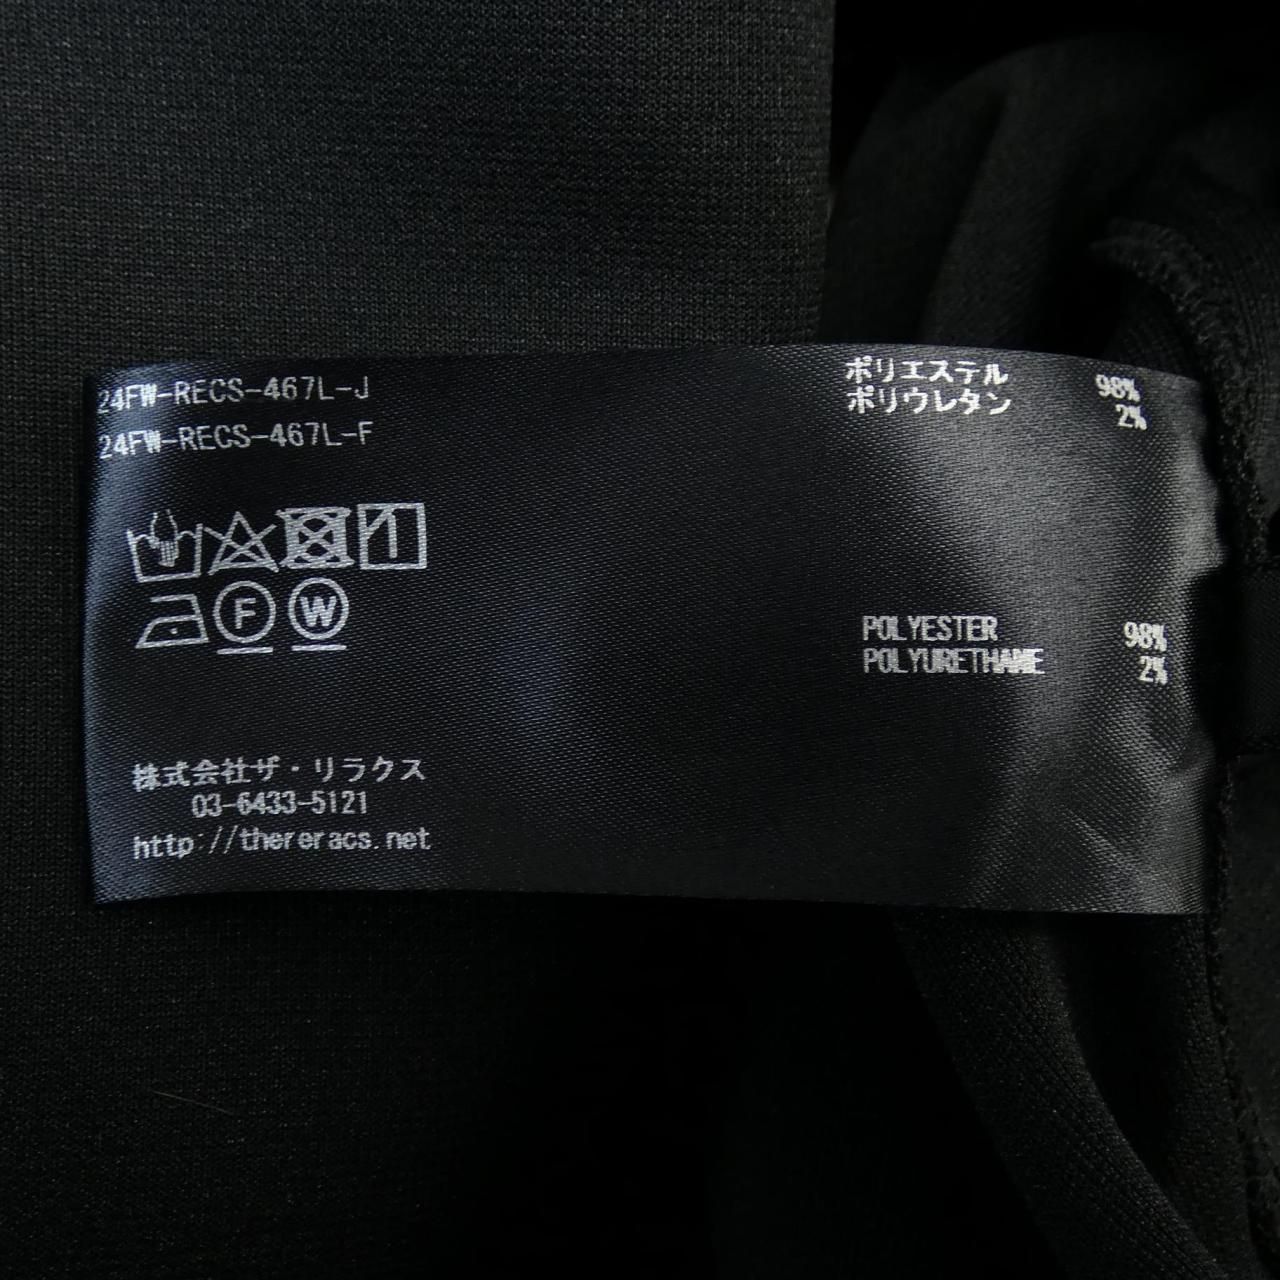 24FW-RECS-467L-J
24FW-RECS-467L-F
ポリエステル 98%
ポリウレタン 2%
F W
POLYESTER 98%
POLYURETHANE 2%
株式会社ザ・リラクス
03-6433-5121
http://thereracs.net